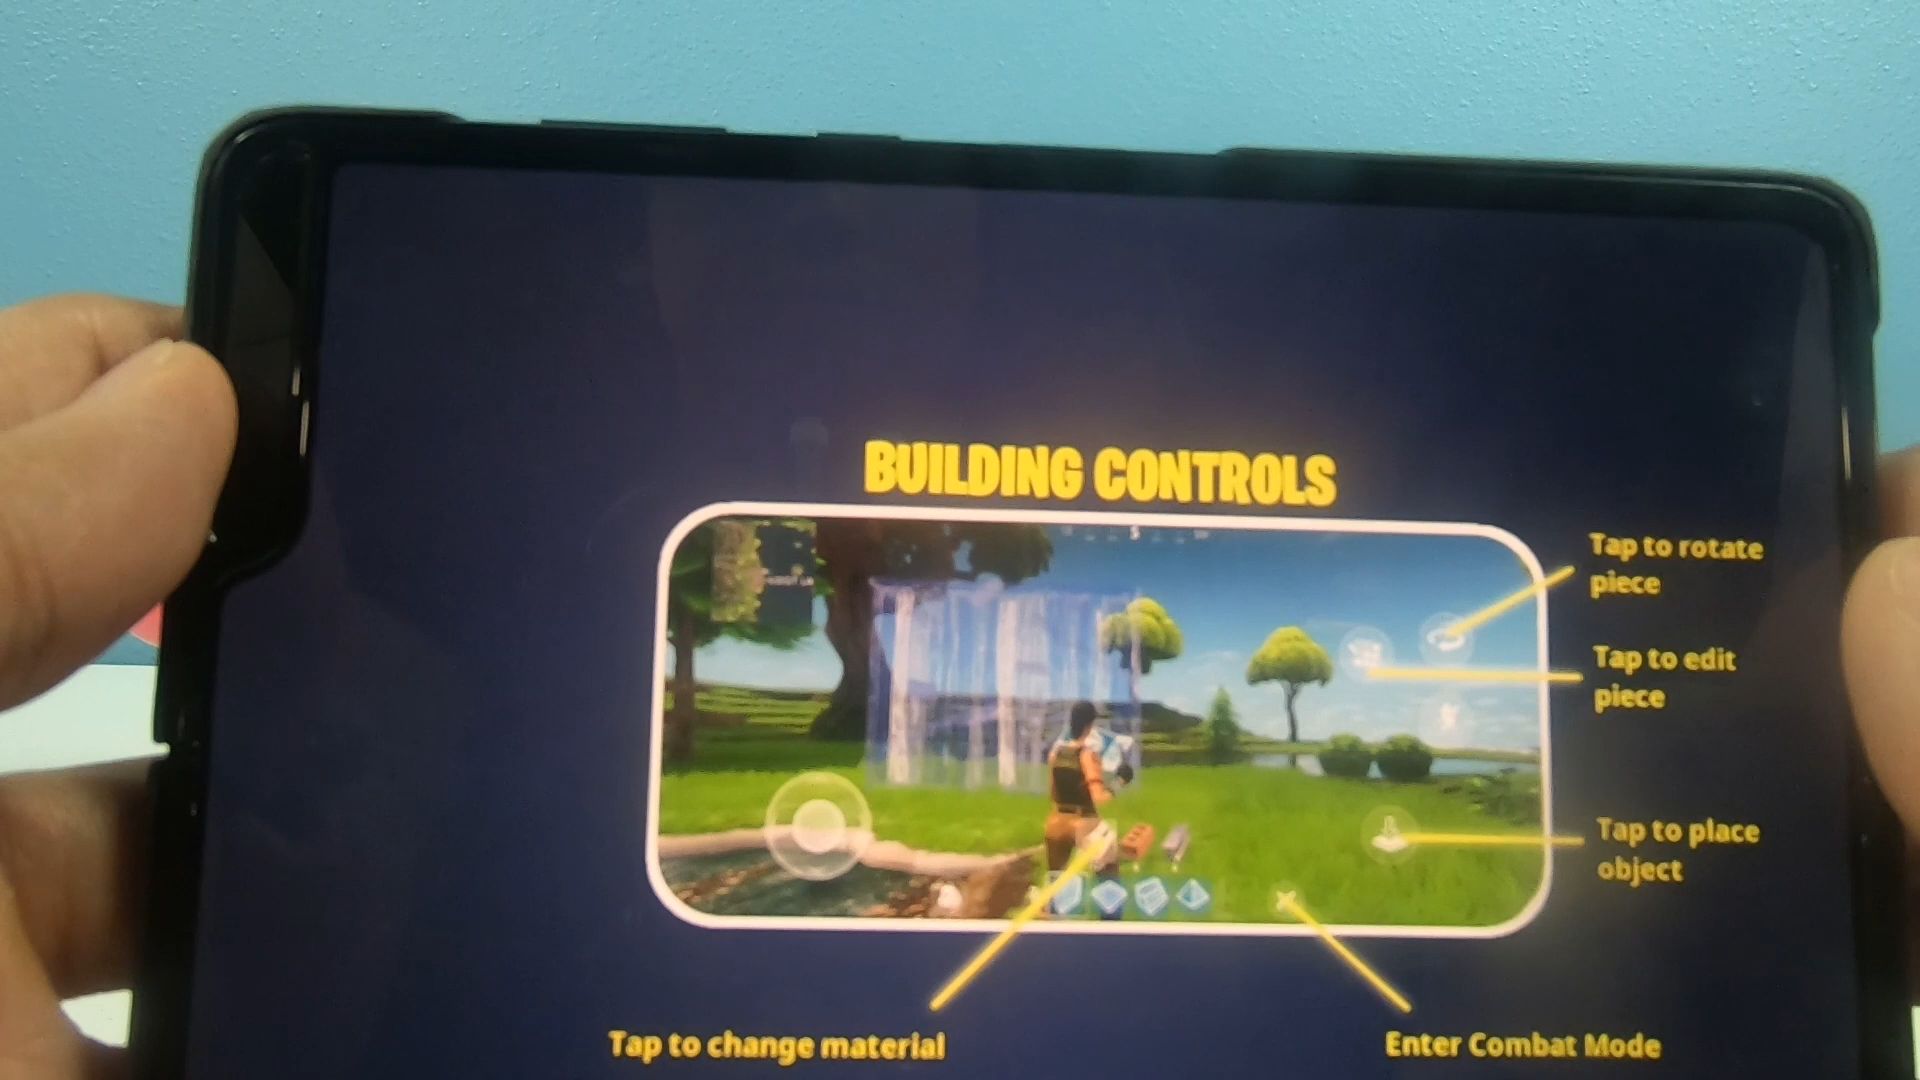 BUILDING CONTROLS
Tap to rotate
piece
Tap to edit
piece
Tap to place
object
Tap to change material
Enter Combat Mode